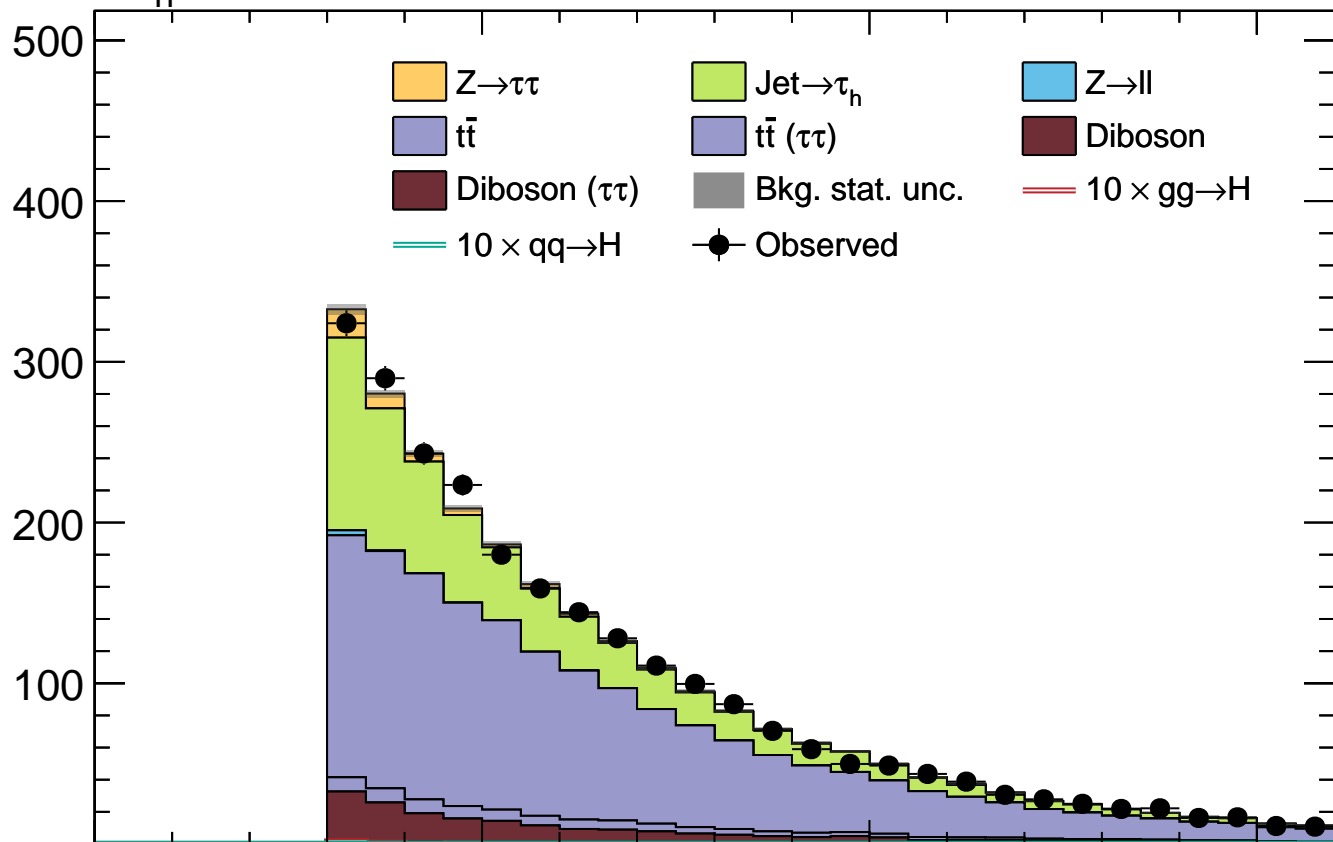 500
Z→ττ Jet→τh Z→ll
tt̄ tt̄ (ττ) Diboson
400
Diboson (ττ) Bkg. stat. unc. 10 × gg→H
10 × qq→H Observed
300
200
100